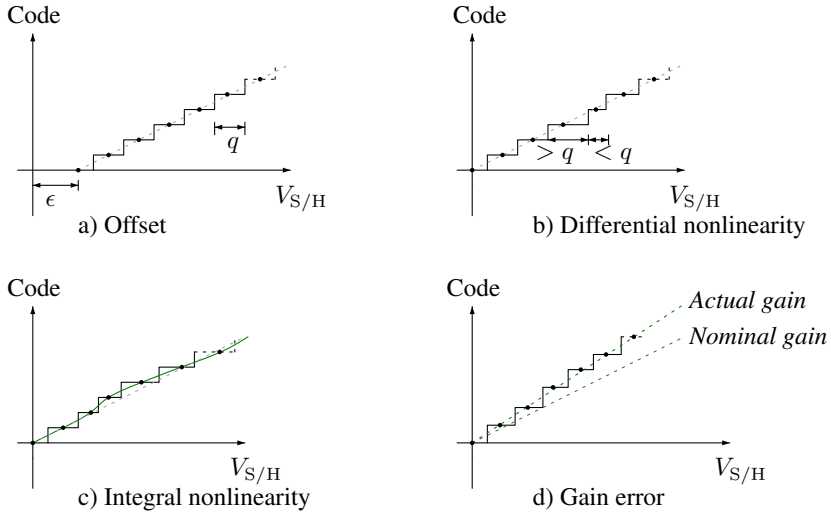 Code
q
ϵ
V_S/H
a) Offset
Code
> q < q
V_S/H
b) Differential nonlinearity
Code
V_S/H
c) Integral nonlinearity
Code
Actual gain
Nominal gain
V_S/H
d) Gain error